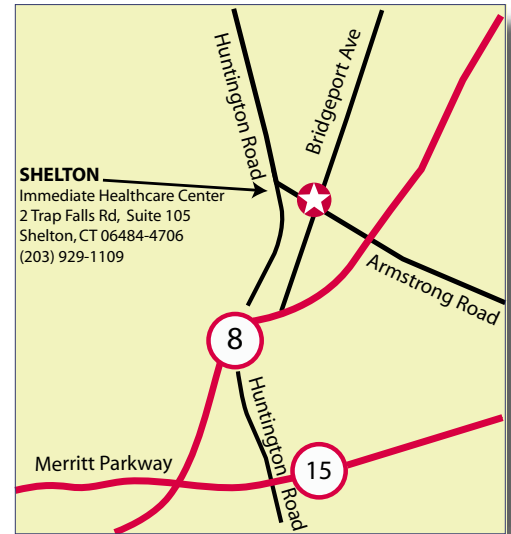 Huntington Road
Bridgeport Ave
SHELTON
Immediate Healthcare Center
2 Trap Falls Rd, Suite 105
Shelton, CT 06484-4706
(203) 929-1109
Armstrong Road
8
Huntington Road
Merritt Parkway
15